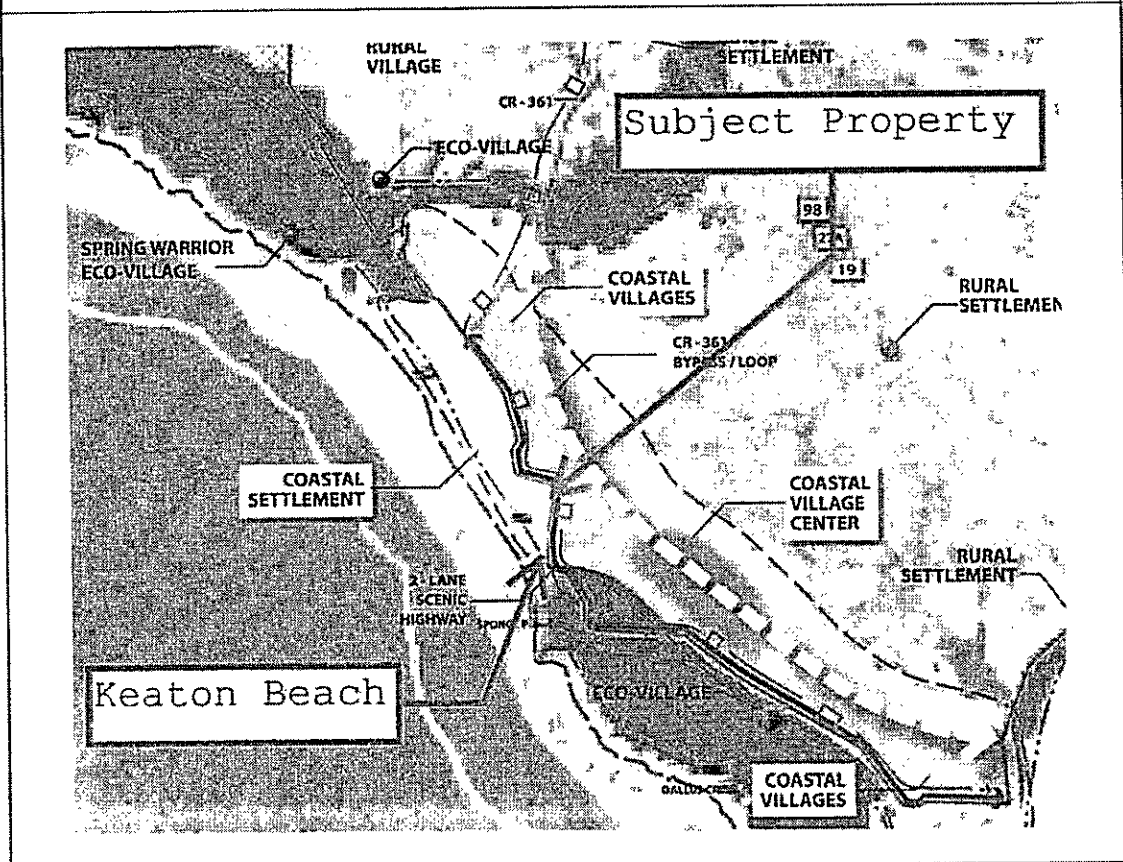 RURAL
VILLAGE
SETTLEMENT
CR-361
Subject Property
ECO-VILLAGE
98
19
SPRING WARRIOR
ECO-VILLAGE
COASTAL
VILLAGES
RURAL
SETTLEMEN
CR-361
BYPASS/LOOP
COASTAL
SETTLEMENT
COASTAL
VILLAGE
CENTER
RURAL
SETTLEMENT
2-LANE
SCENIC
HIGHWAY
Keaton Beach
ECO-VILLAGE
COASTAL
VILLAGES